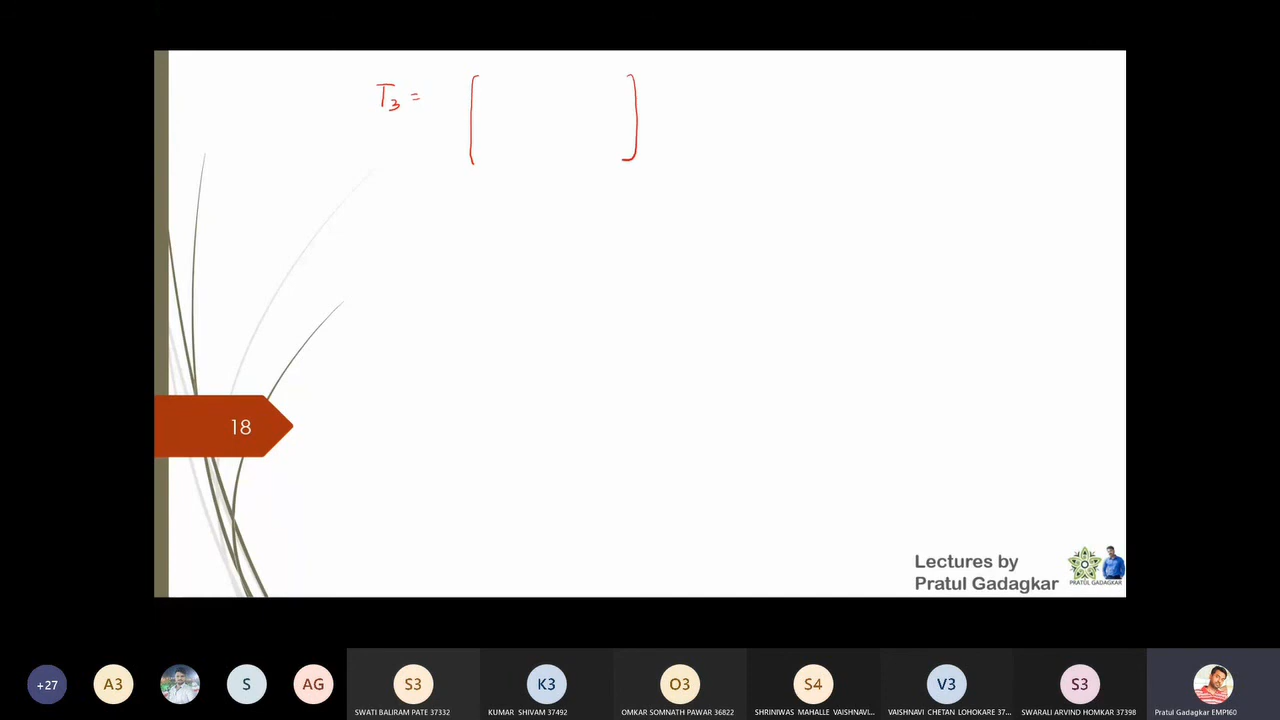 T3 = [ ]
18
Lectures by
Pratul Gadagkar
PRATUL GADAGKAR
+27
A3
S
AG
S3
SWATI BALIRAM PATE 37332
K3
KUMAR SHIVAM 37492
O3
OMKAR SOMNATH PAWAR 36822
S4
SHRINIWAS MAHALLE VAISHNAVI...
V3
VAISHNAVI CHETAN LOHOKARE 37...
S3
SWARALI ARVIND HOMKAR 37398
Pratul Gadagkar EMP160